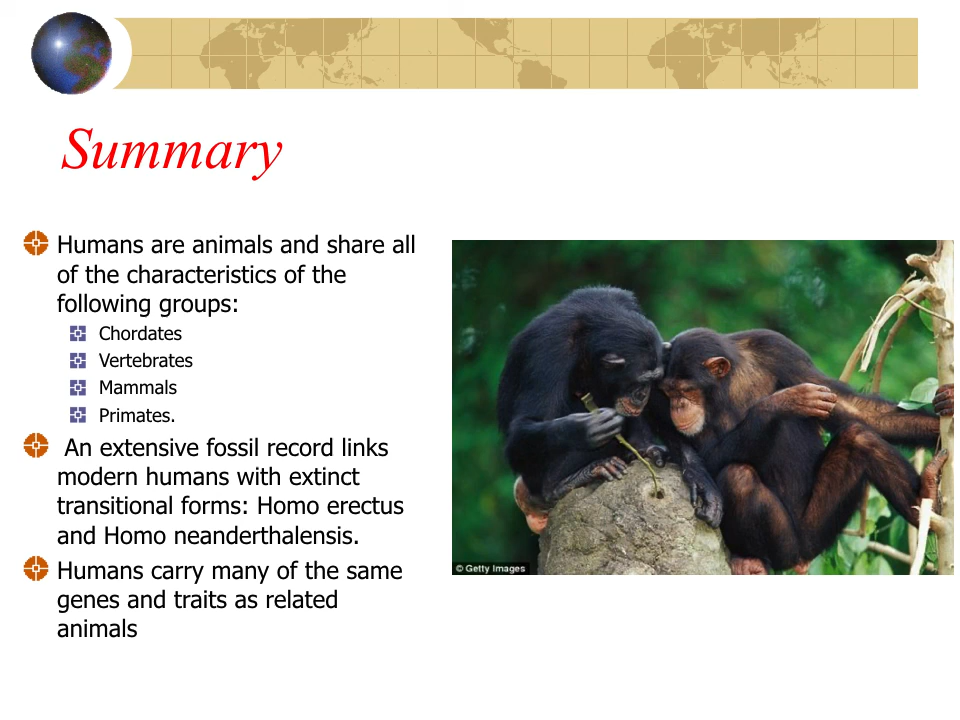 Summary
Humans are animals and share all
of the characteristics of the
following groups:
Chordates
Vertebrates
Mammals
Primates.
An extensive fossil record links
modern humans with extinct
transitional forms: Homo erectus
and Homo neanderthalensis.
Humans carry many of the same
genes and traits as related
animals
© Getty Images